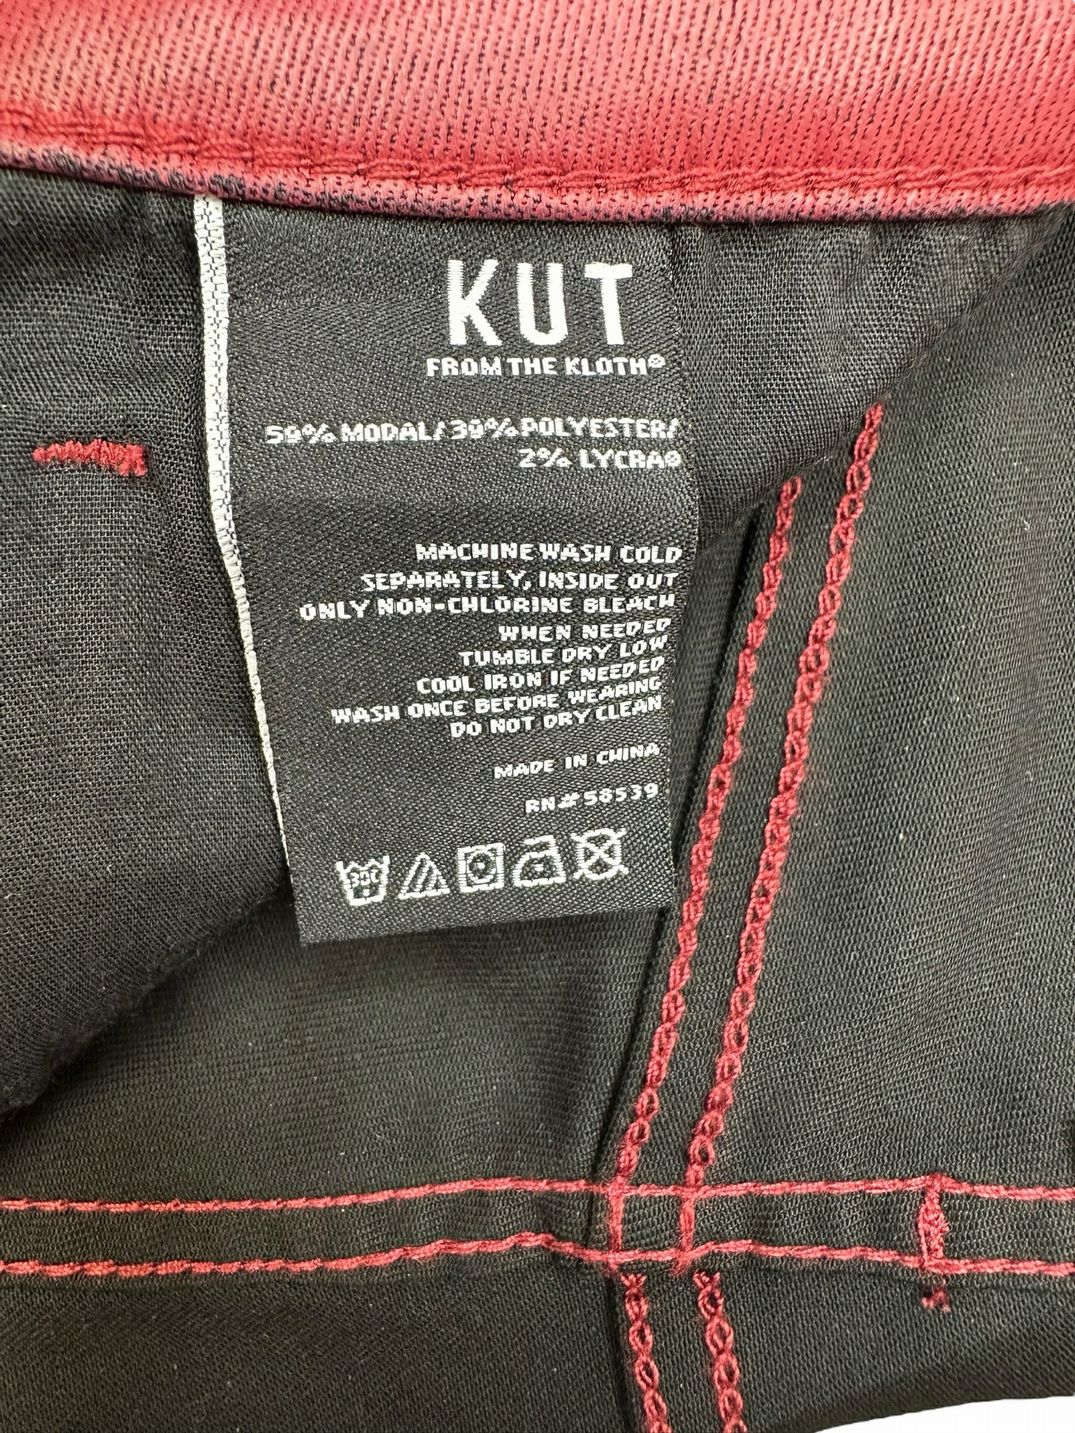 KUT
FROM THE KLOTH®
59% MODAL/39% POLYESTER/
2% LYCRA®
MACHINE WASH COLD
SEPARATELY, INSIDE OUT
ONLY NON-CHLORINE BLEACH
WHEN NEEDED
TUMBLE DRY LOW
COOL IRON IF NEEDED
WASH ONCE BEFORE WEARING
DO NOT DRY CLEAN
MADE IN CHINA
RN#58539
30C